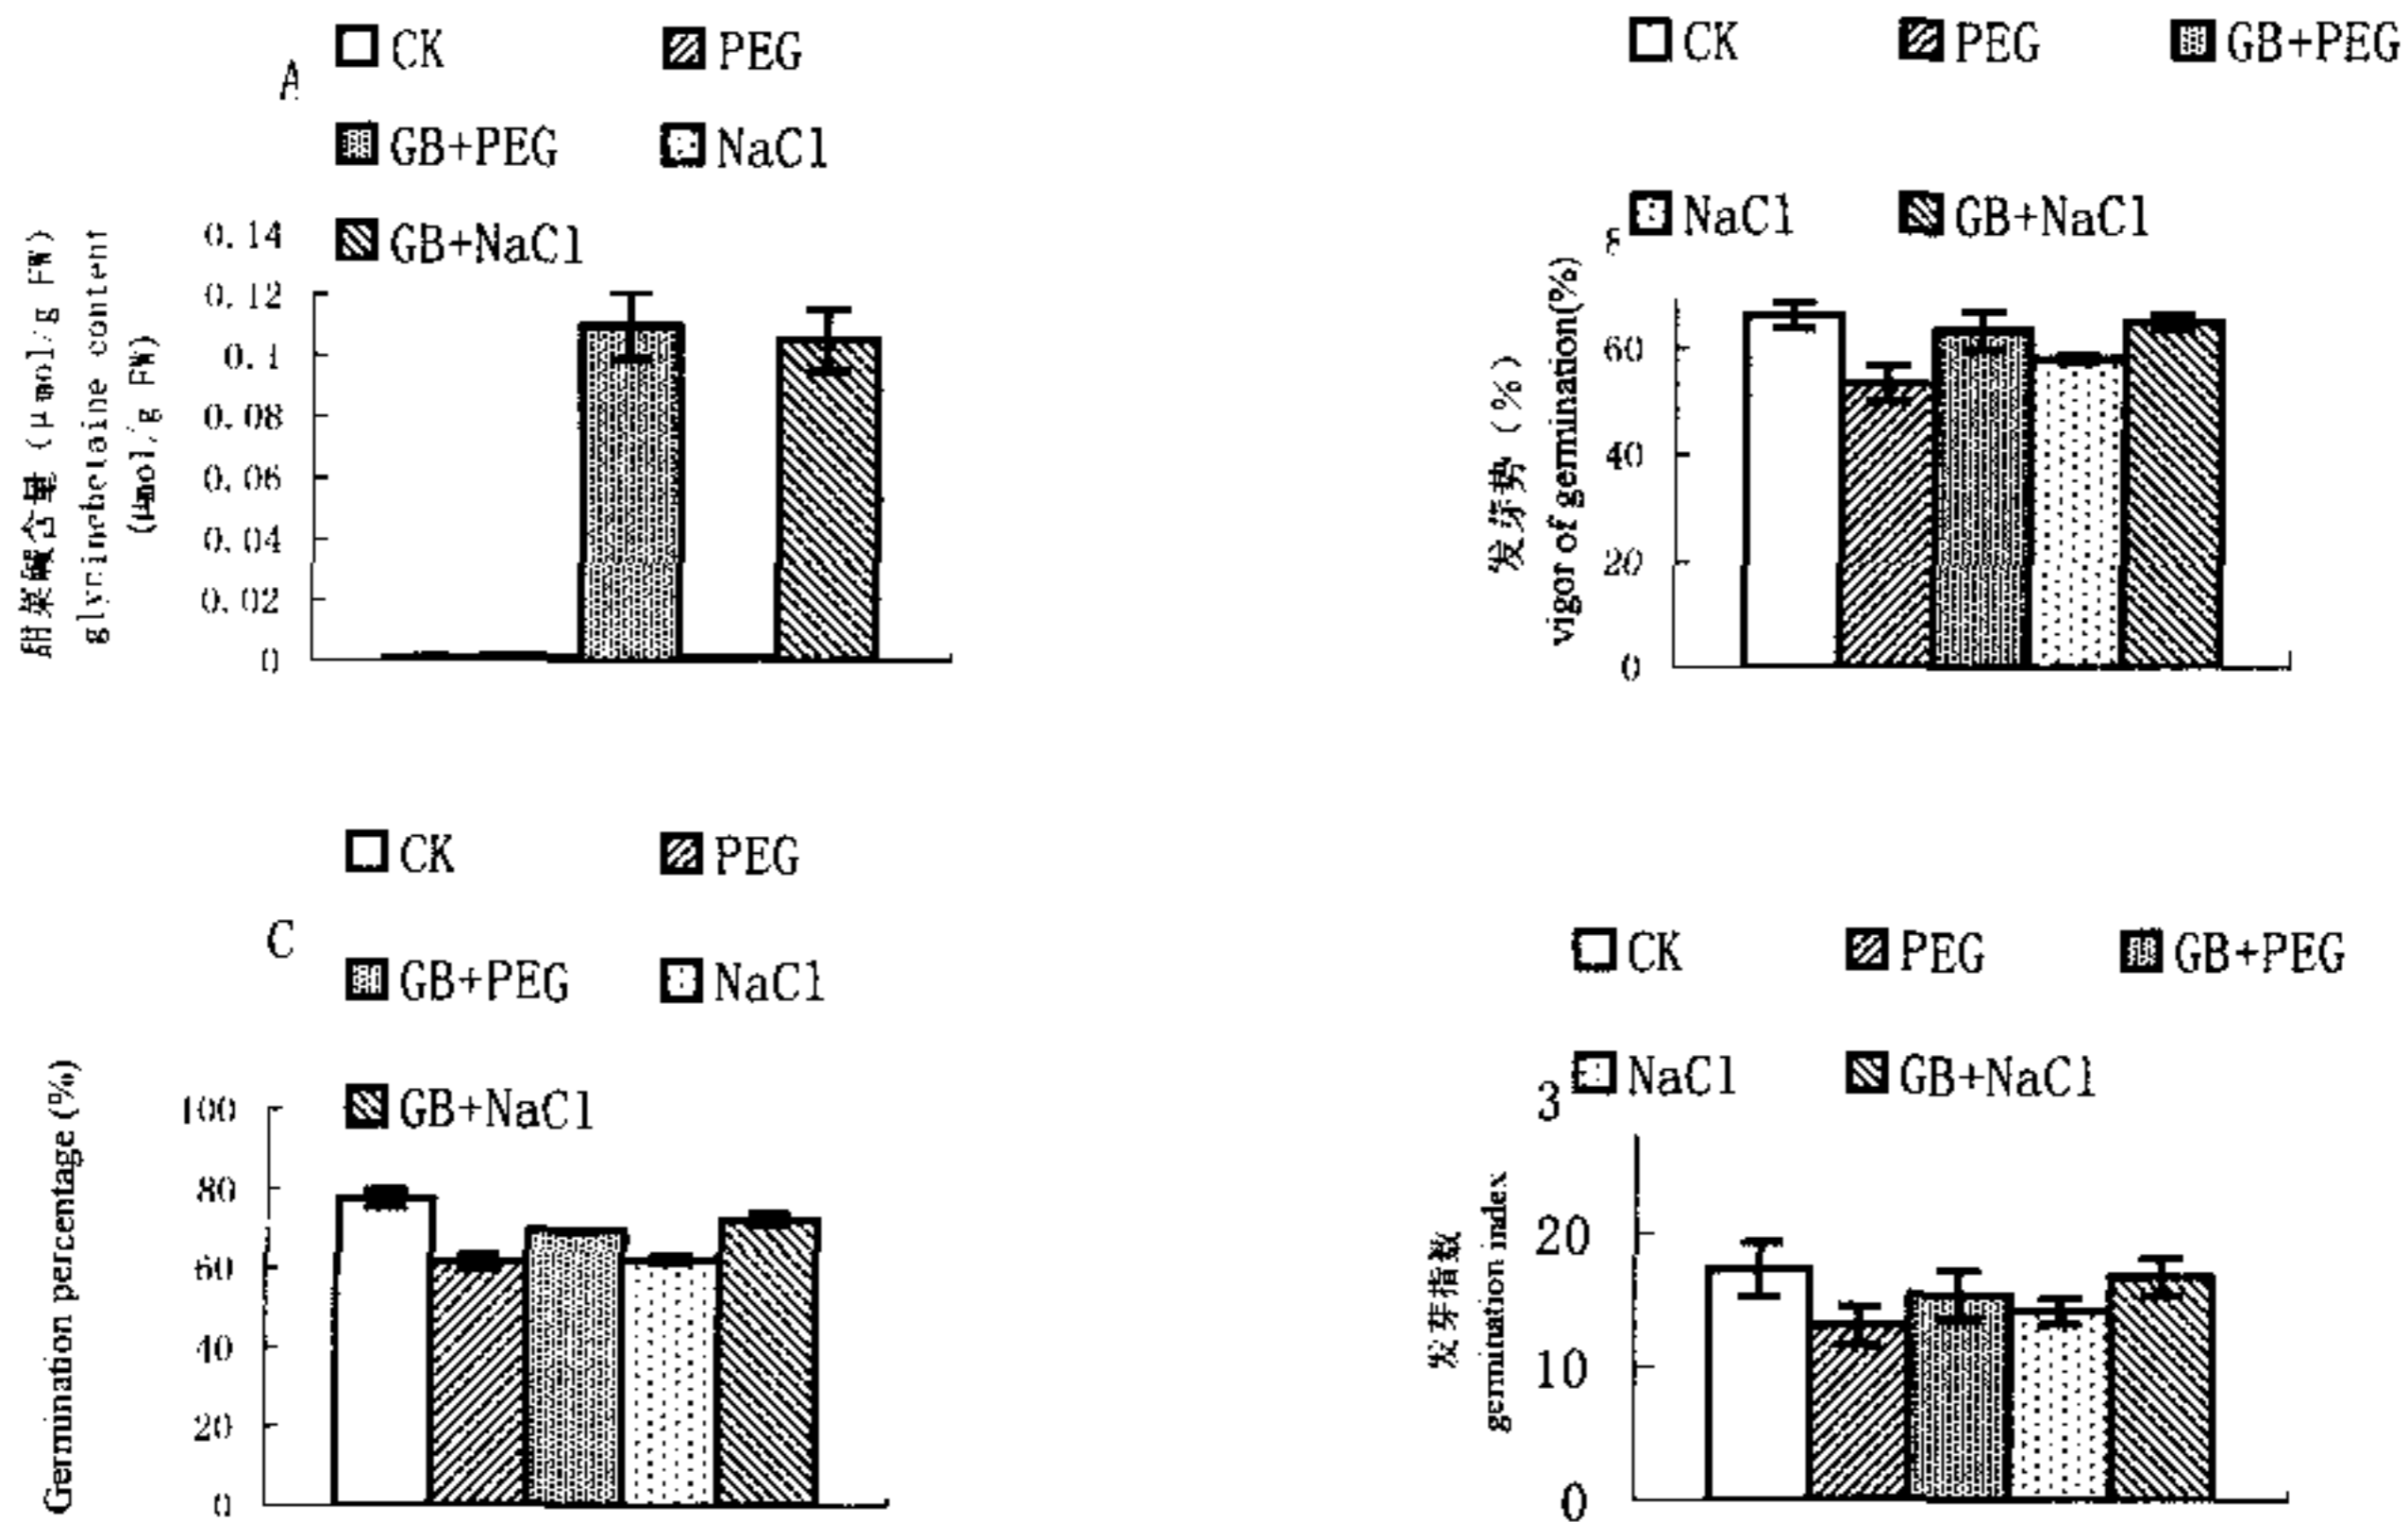 A
CK
PEG
GB+PEG
NaCl
GB+NaCl
0.14
0.12
0.1
0.08
0.06
0.04
0.02
0
甜菜碱含量 (μmol/g FW)
glycinebetaine content
(μmol/g FW)
CK
PEG
GB+PEG
NaCl
GB+NaCl
60
40
20
0
发芽势 (%)
vigor of germination(%)
C
CK
PEG
GB+PEG
NaCl
GB+NaCl
100
80
60
40
20
0
Germination percentage (%)
CK
PEG
GB+PEG
NaCl
GB+NaCl
3
20
10
0
发芽指数
germination index